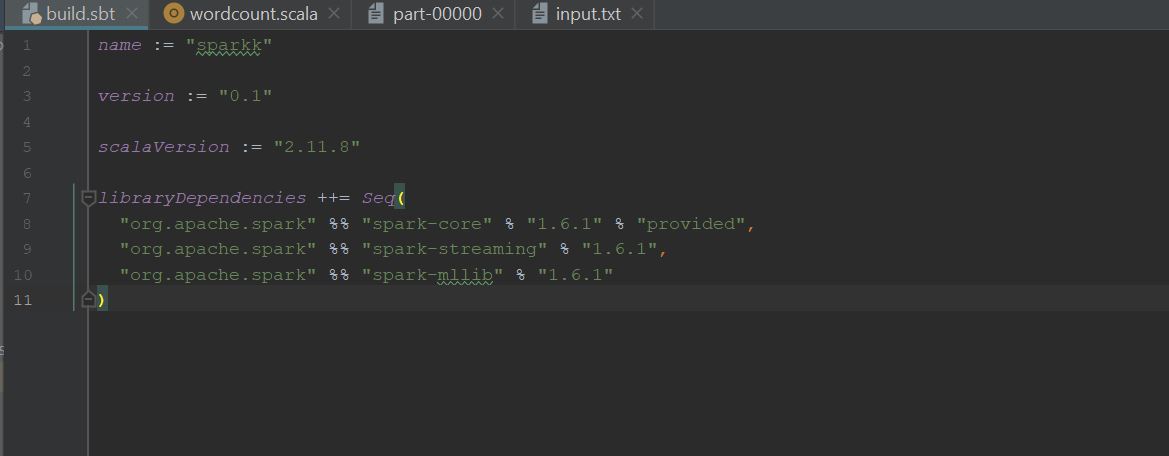 build.sbt wordcount.scala part-00000 input.txt
1 name := "sparkk"
2
3 version := "0.1"
4
5 scalaVersion := "2.11.8"
6
7 libraryDependencies ++= Seq(
8 "org.apache.spark" %% "spark-core" % "1.6.1" % "provided",
9 "org.apache.spark" %% "spark-streaming" % "1.6.1",
10 "org.apache.spark" %% "spark-mllib" % "1.6.1"
11 )